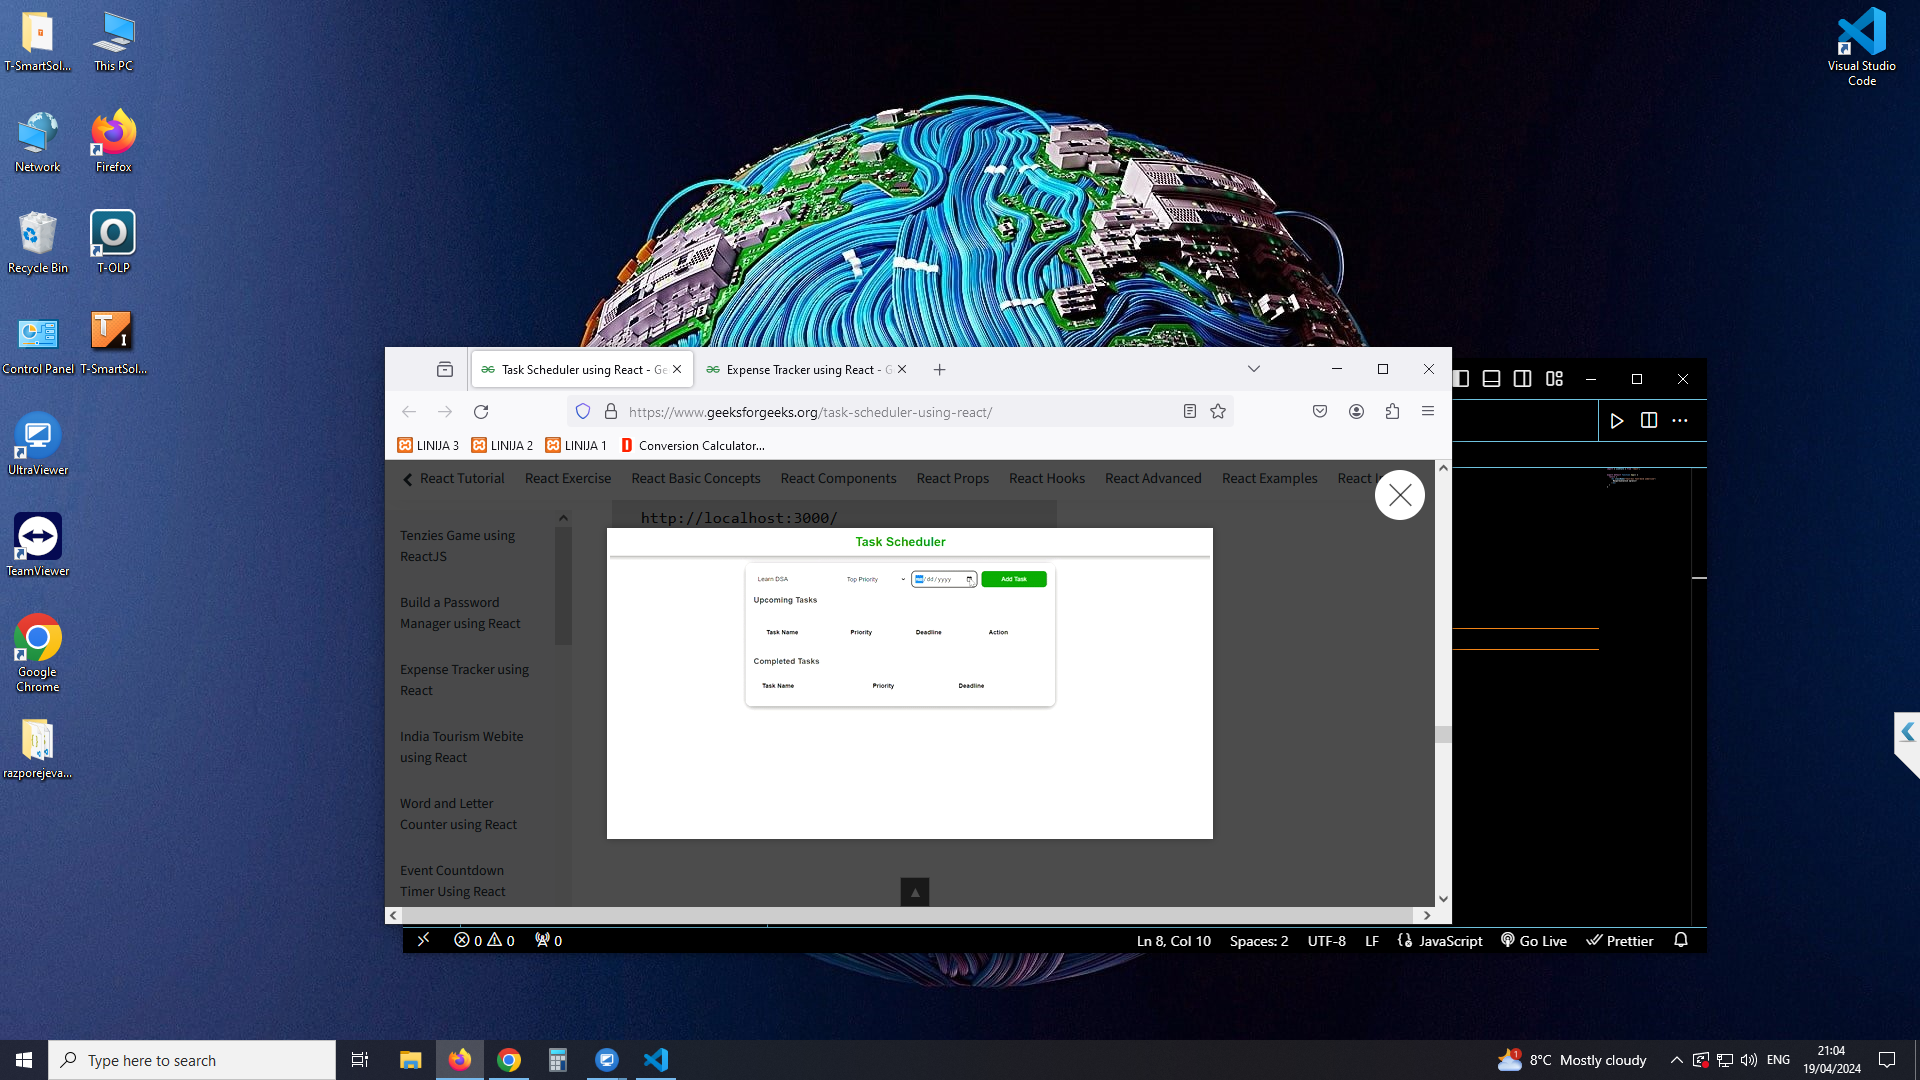 T-SmartSol...
This PC
Network
Firefox
Recycle Bin
T-OLP
Control Panel
T-SmartSol...
UltraViewer
TeamViewer
Google
Chrome
razporejeva...
Visual Studio
Code
Task Scheduler using React - Ge
Expense Tracker using React - G
https://www.geeksforgeeks.org/task-scheduler-using-react/
LINIJA 3
LINIJA 2
LINIJA 1
Conversion Calculator...
React Tutorial
React Exercise
React Basic Concepts
React Components
React Props
React Hooks
React Advanced
React Examples
React I
Tenzies Game using
ReactJS
Build a Password
Manager using React
Expense Tracker using
React
India Tourism Webite
using React
Word and Letter
Counter using React
Event Countdown
Timer Using React
http://localhost:3000/
Task Scheduler
Learn DSA
Top Priority
/dd/yyyy
Add Task
Upcoming Tasks
Task Name
Priority
Deadline
Action
Completed Tasks
Task Name
Priority
Deadline
0
0
0
Ln 8, Col 10
Spaces: 2
UTF-8
LF
JavaScript
Go Live
Prettier
Type here to search
1
8°C Mostly cloudy
ENG
21:04
19/04/2024